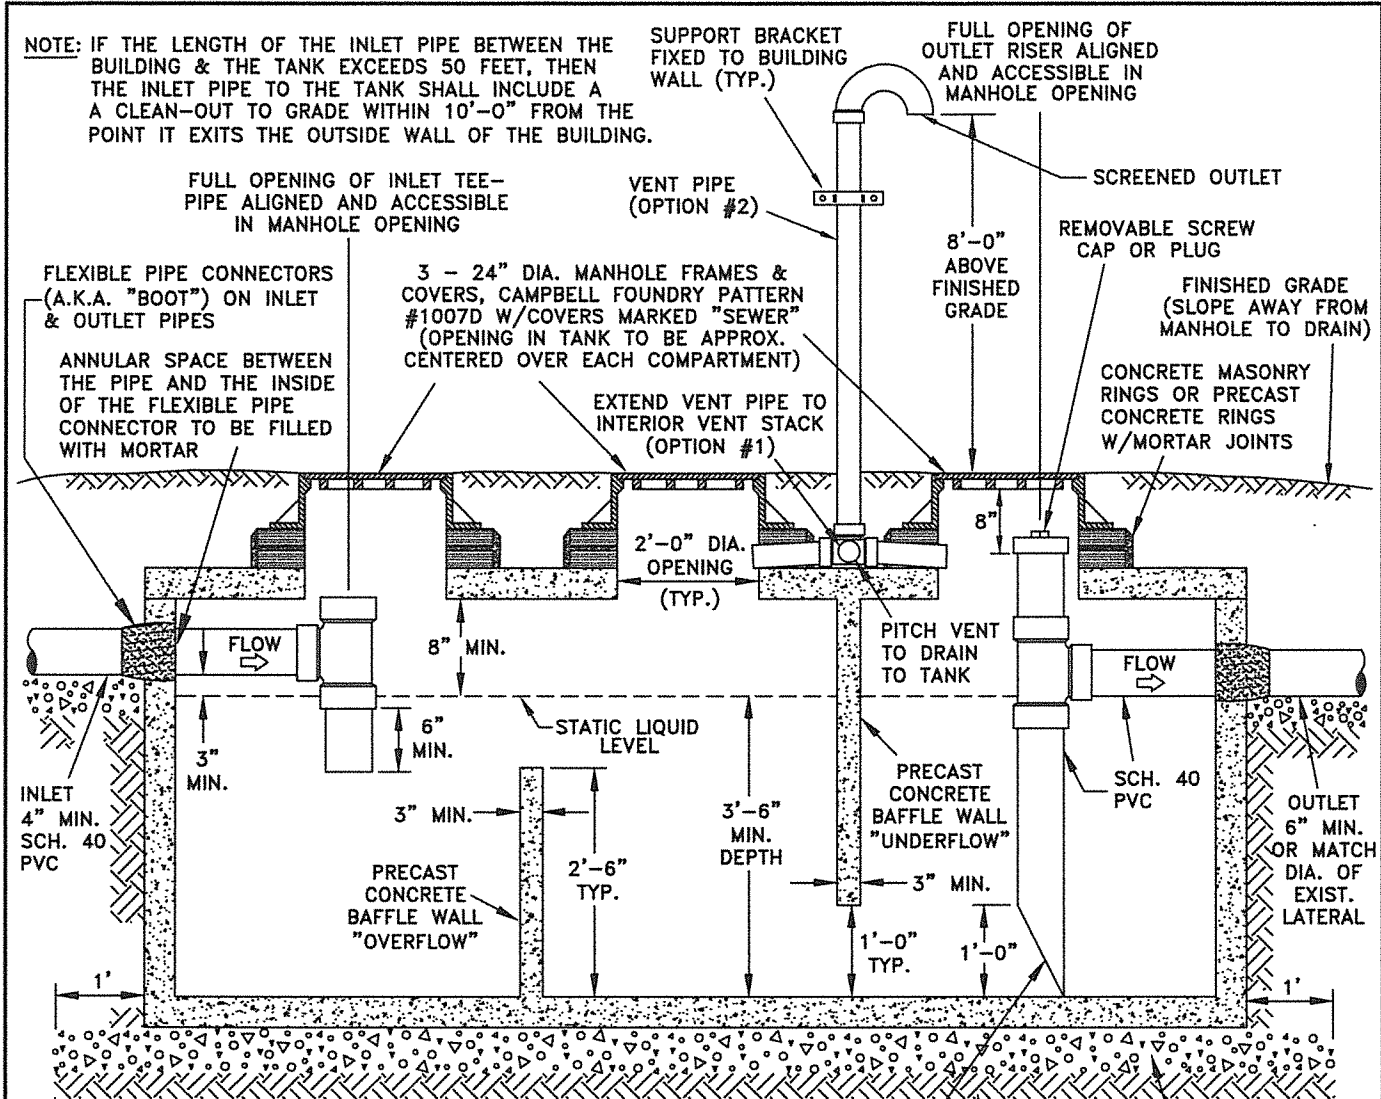 NOTE: IF THE LENGTH OF THE INLET PIPE BETWEEN THE
BUILDING & THE TANK EXCEEDS 50 FEET, THEN
THE INLET PIPE TO THE TANK SHALL INCLUDE A
A CLEAN-OUT TO GRADE WITHIN 10'-0" FROM THE
POINT IT EXITS THE OUTSIDE WALL OF THE BUILDING.
SUPPORT BRACKET
FIXED TO BUILDING
WALL (TYP.)
FULL OPENING OF
OUTLET RISER ALIGNED
AND ACCESSIBLE IN
MANHOLE OPENING
FULL OPENING OF INLET TEE-
PIPE ALIGNED AND ACCESSIBLE
IN MANHOLE OPENING
VENT PIPE
(OPTION #2)
SCREENED OUTLET
8'-0"
ABOVE
FINISHED
GRADE
REMOVABLE SCREW
CAP OR PLUG
FLEXIBLE PIPE CONNECTORS
(A.K.A. "BOOT") ON INLET
& OUTLET PIPES
3 - 24" DIA. MANHOLE FRAMES &
COVERS, CAMPBELL FOUNDRY PATTERN
#1007D W/COVERS MARKED "SEWER"
(OPENING IN TANK TO BE APPROX.
CENTERED OVER EACH COMPARTMENT)
FINISHED GRADE
(SLOPE AWAY FROM
MANHOLE TO DRAIN)
ANNULAR SPACE BETWEEN
THE PIPE AND THE INSIDE
OF THE FLEXIBLE PIPE
CONNECTOR TO BE FILLED
WITH MORTAR
EXTEND VENT PIPE TO
INTERIOR VENT STACK
(OPTION #1)
CONCRETE MASONRY
RINGS OR PRECAST
CONCRETE RINGS
W/MORTAR JOINTS
8"
2'-0" DIA.
OPENING
(TYP.)
FLOW
8" MIN.
PITCH VENT
TO DRAIN
TO TANK
FLOW
3"
MIN.
6"
MIN.
STATIC LIQUID
LEVEL
INLET
4" MIN.
SCH. 40
PVC
3" MIN.
2'-6"
TYP.
3'-6"
MIN.
DEPTH
PRECAST
CONCRETE
BAFFLE WALL
"UNDERFLOW"
SCH. 40
PVC
OUTLET
6" MIN.
OR MATCH
DIA. OF
EXIST.
LATERAL
PRECAST
CONCRETE
BAFFLE WALL
"OVERFLOW"
3" MIN.
1'-0"
TYP.
1'-0"
1'
1'